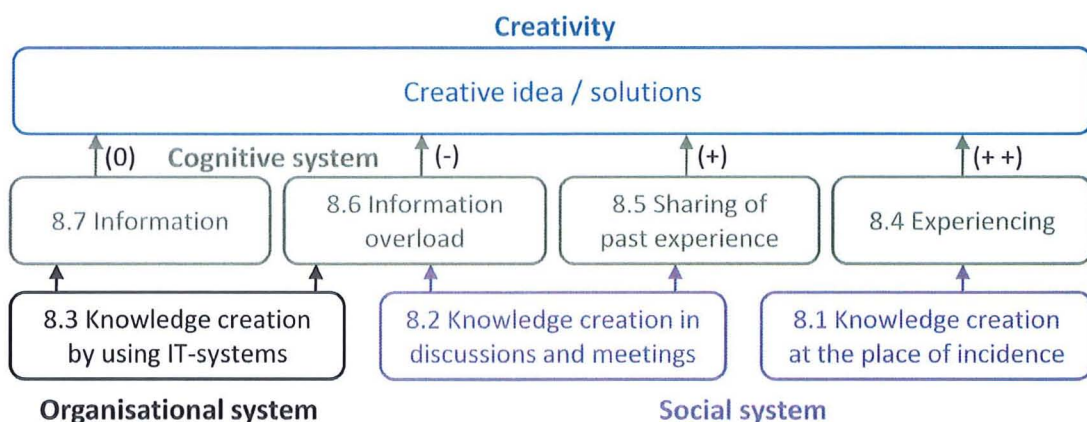 Creativity
Creative idea / solutions
(0)
Cognitive system
(-)
(+)
(++)
8.7 Information
8.6 Information
overload
8.5 Sharing of
past experience
8.4 Experiencing
8.3 Knowledge creation
by using IT-systems
8.2 Knowledge creation in
discussions and meetings
8.1 Knowledge creation
at the place of incidence
Organisational system
Social system